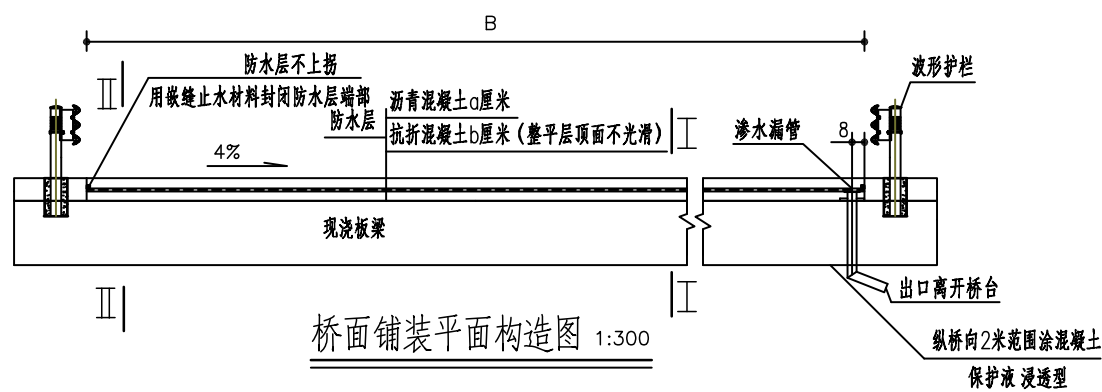 B
防水层不上拐
用嵌缝止水材料封闭防水层端部
II
波形护栏
沥青混凝土a厘米
防水层
抗折混凝土b厘米（整平层顶面不光滑）
I
渗水漏管
8
4%
现浇板梁
II
I
出口离开桥台
桥面铺装平面构造图 1:300
纵桥向2米范围涂混凝土
保护液 浸透型